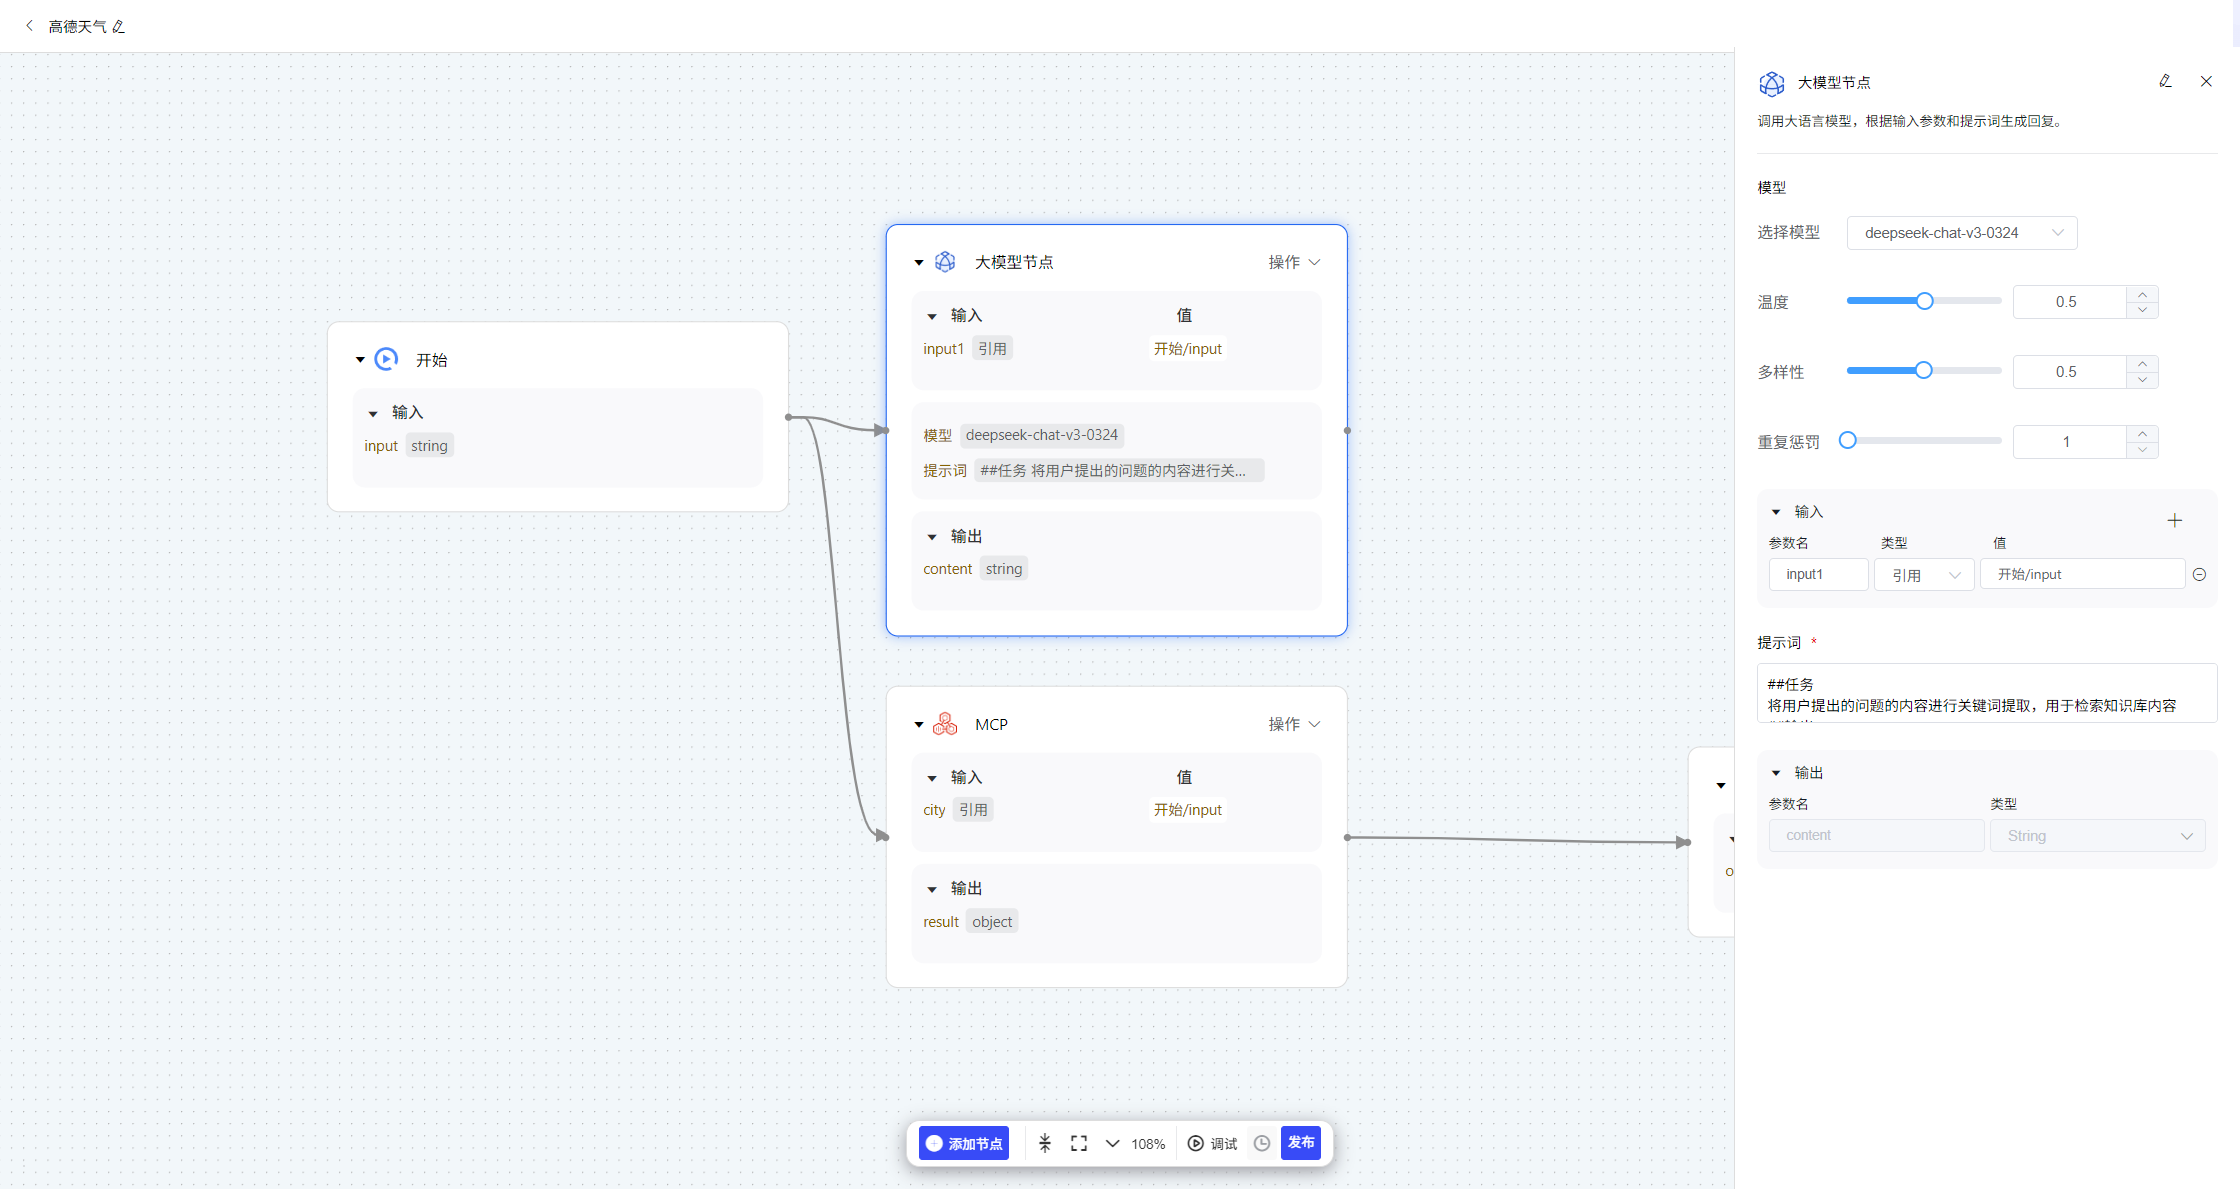 高德天气
开始
输入
input string
大模型节点
操作
输入 值
input1 引用 开始/input
模型 deepseek-chat-v3-0324
提示词 ##任务 将用户提出的问题的内容进行关...
输出
content string
MCP
操作
输入 值
city 引用 开始/input
输出
result object
添加节点
108%
调试
发布
大模型节点
调用大语言模型，根据输入参数和提示词生成回复。
模型
选择模型 deepseek-chat-v3-0324
温度 0.5
多样性 0.5
重复惩罚 1
输入
参数名 类型 值
input1 引用 开始/input
提示词 *
##任务
将用户提出的问题的内容进行关键词提取，用于检索知识库内容
输出
参数名 类型
content String